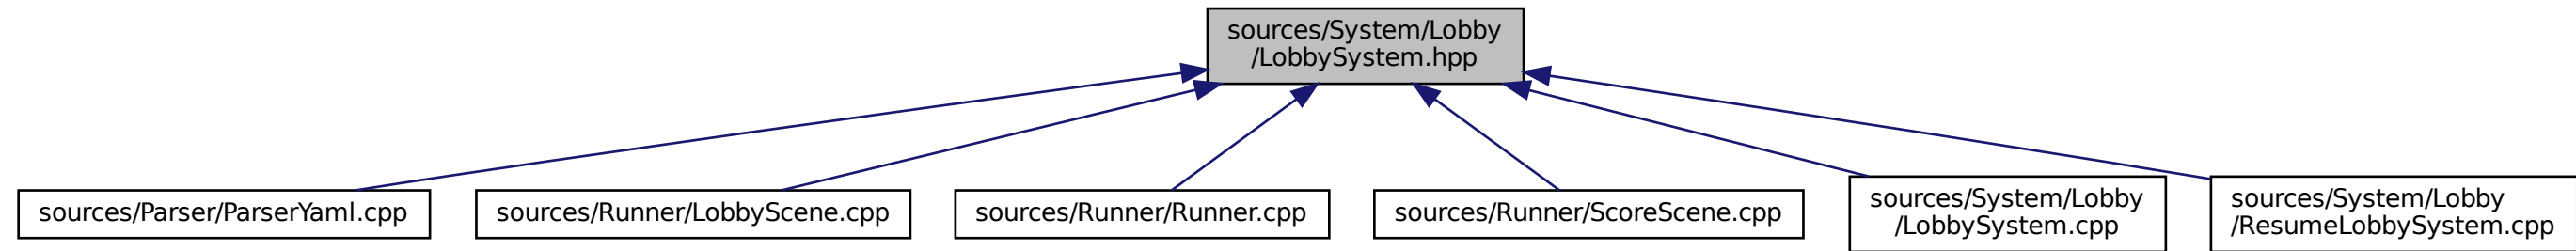 sources/System/Lobby
/LobbySystem.hpp
sources/Parser/ParserYaml.cpp
sources/Runner/LobbyScene.cpp
sources/Runner/Runner.cpp
sources/Runner/ScoreScene.cpp
sources/System/Lobby
/LobbySystem.cpp
sources/System/Lobby
/ResumeLobbySystem.cpp